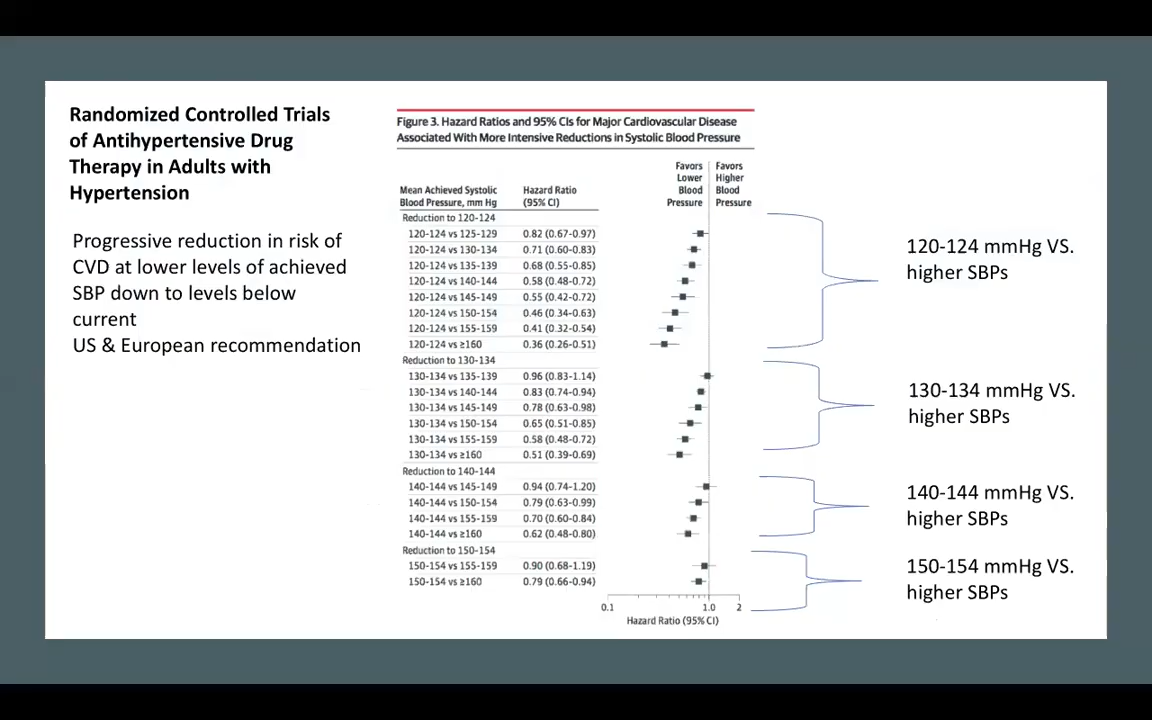 Randomized Controlled Trials
of Antihypertensive Drug
Therapy in Adults with
Hypertension
Progressive reduction in risk of
CVD at lower levels of achieved
SBP down to levels below
current
US & European recommendation
Figure 3. Hazard Ratios and 95% CIs for Major Cardiovascular Disease
Associated With More Intensive Reductions in Systolic Blood Pressure
Mean Achieved Systolic
Blood Pressure, mm Hg
Hazard Ratio
(95% CI)
Favors
Lower
Blood
Pressure
Favors
Higher
Blood
Pressure
Reduction to 120-124
120-124 vs 125-129 0.82 (0.67-0.97)
120-124 vs 130-134 0.71 (0.60-0.83)
120-124 vs 135-139 0.68 (0.55-0.85)
120-124 vs 140-144 0.58 (0.48-0.72)
120-124 vs 145-149 0.55 (0.42-0.72)
120-124 vs 150-154 0.46 (0.34-0.63)
120-124 vs 155-159 0.41 (0.32-0.54)
120-124 vs ≥160 0.36 (0.26-0.51)
Reduction to 130-134
130-134 vs 135-139 0.96 (0.83-1.14)
130-134 vs 140-144 0.83 (0.74-0.94)
130-134 vs 145-149 0.78 (0.63-0.98)
130-134 vs 150-154 0.65 (0.51-0.85)
130-134 vs 155-159 0.58 (0.48-0.72)
130-134 vs ≥160 0.51 (0.39-0.69)
Reduction to 140-144
140-144 vs 145-149 0.94 (0.74-1.20)
140-144 vs 150-154 0.79 (0.63-0.99)
140-144 vs 155-159 0.70 (0.60-0.84)
140-144 vs ≥160 0.62 (0.48-0.80)
Reduction to 150-154
150-154 vs 155-159 0.90 (0.68-1.19)
150-154 vs ≥160 0.79 (0.66-0.94)
0.1 1.0 2
Hazard Ratio (95% CI)
120-124 mmHg VS.
higher SBPs
130-134 mmHg VS.
higher SBPs
140-144 mmHg VS.
higher SBPs
150-154 mmHg VS.
higher SBPs